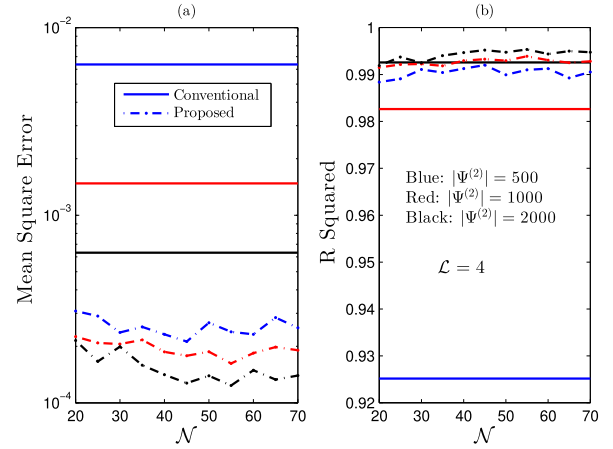 (a)
10⁻²
10⁻³
10⁻⁴
Mean Square Error
Conventional
Proposed
20 30 40 50 60 70
𝒩
(b)
1
0.99
0.98
0.97
0.96
0.95
0.94
0.93
0.92
R Squared
Blue: |Ψ⁽²⁾| = 500
Red: |Ψ⁽²⁾| = 1000
Black: |Ψ⁽²⁾| = 2000
ℒ = 4
20 30 40 50 60 70
𝒩